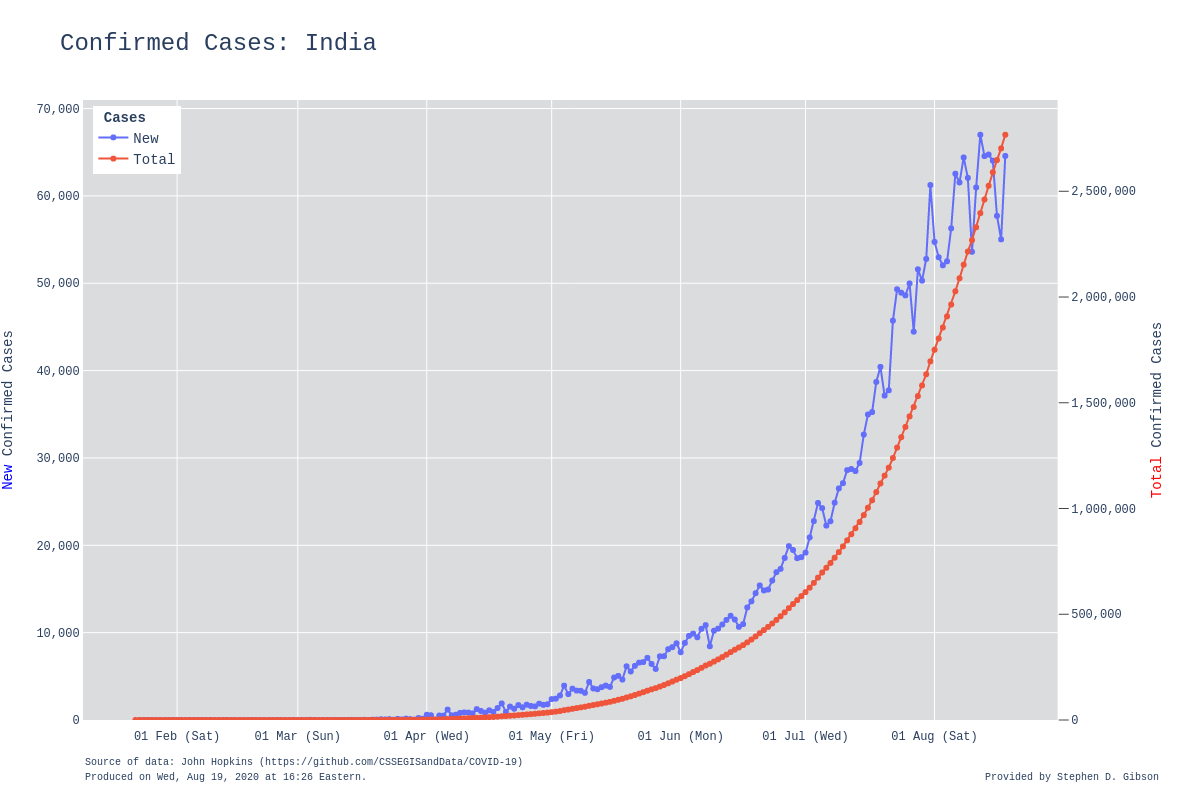 Confirmed Cases: India
Cases
New
Total
70,000
60,000
50,000
40,000
30,000
20,000
10,000
0
New Confirmed Cases
2,500,000
2,000,000
1,500,000
1,000,000
500,000
0
Total Confirmed Cases
01 Feb (Sat) 01 Mar (Sun) 01 Apr (Wed) 01 May (Fri) 01 Jun (Mon) 01 Jul (Wed) 01 Aug (Sat)
Source of data: John Hopkins (https://github.com/CSSEGISandData/COVID-19)
Produced on Wed, Aug 19, 2020 at 16:26 Eastern.
Provided by Stephen D. Gibson